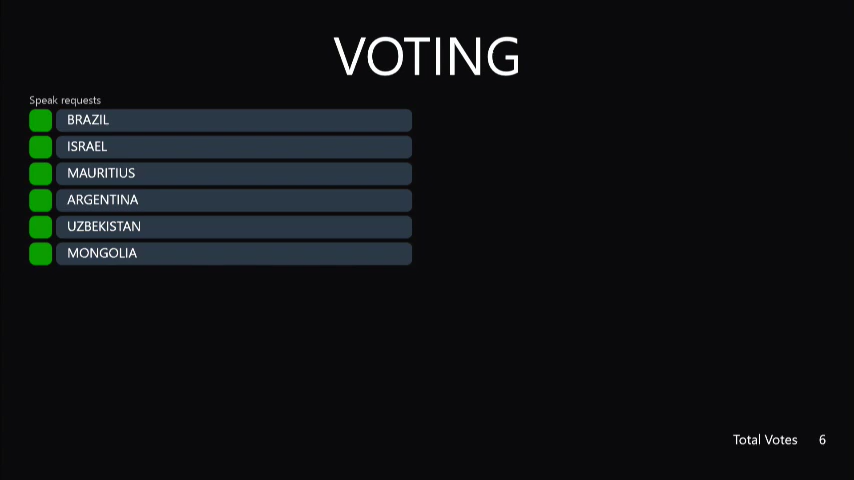 VOTING
Speak requests
BRAZIL
ISRAEL
MAURITIUS
ARGENTINA
UZBEKISTAN
MONGOLIA
Total Votes 6